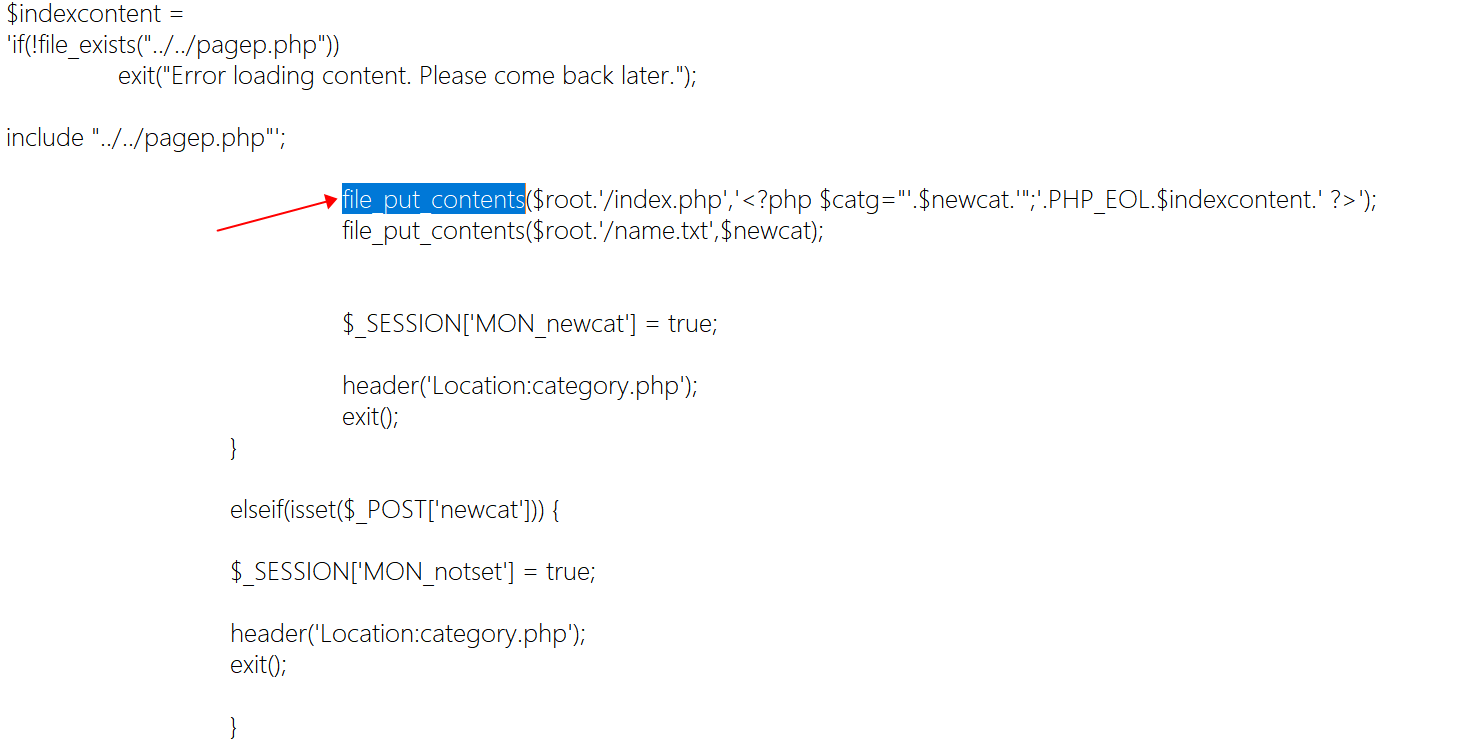 $indexcontent =
'if(!file_exists("../../pagep.php"))
exit("Error loading content. Please come back later.");
include "../../pagep.php"';
file_put_contents($root.'/index.php','<?php $catg="'.$newcat.'";'.PHP_EOL.$indexcontent.' ?>');
file_put_contents($root.'/name.txt',$newcat);
$_SESSION['MON_newcat'] = true;
header('Location:category.php');
exit();
}
elseif(isset($_POST['newcat'])) {
$_SESSION['MON_notset'] = true;
header('Location:category.php');
exit();
}